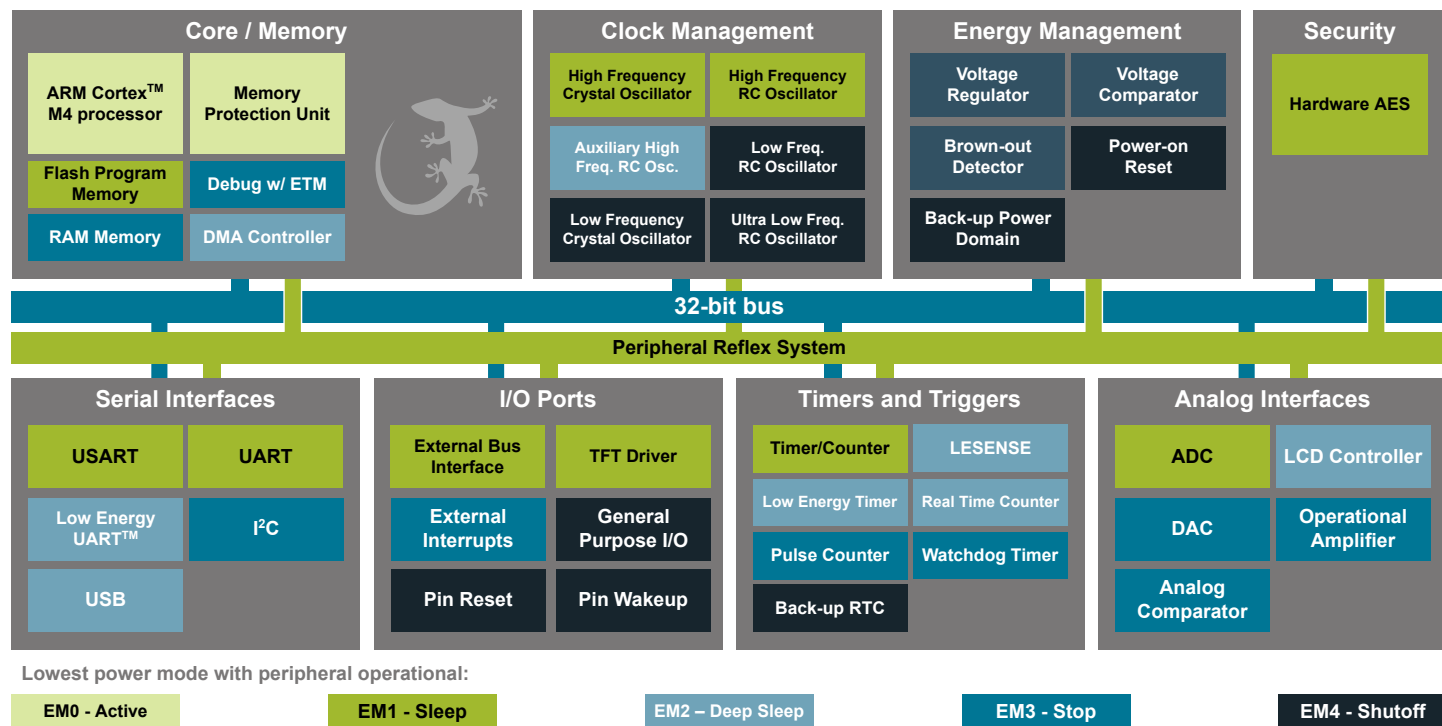 Core / Memory
ARM Cortex™
M4 processor
Memory
Protection Unit
Flash Program
Memory
Debug w/ ETM
RAM Memory
DMA Controller
Clock Management
High Frequency
Crystal Oscillator
High Frequency
RC Oscillator
Auxiliary High
Freq. RC Osc.
Low Freq.
RC Oscillator
Low Frequency
Crystal Oscillator
Ultra Low Freq.
RC Oscillator
Energy Management
Voltage
Regulator
Voltage
Comparator
Brown-out
Detector
Power-on
Reset
Back-up Power
Domain
Security
Hardware AES
32-bit bus
Peripheral Reflex System
Serial Interfaces
USART
UART
Low Energy
UART™
I²C
USB
I/O Ports
External Bus
Interface
TFT Driver
External
Interrupts
General
Purpose I/O
Pin Reset
Pin Wakeup
Timers and Triggers
Timer/Counter
LESENSE
Low Energy Timer
Real Time Counter
Pulse Counter
Watchdog Timer
Back-up RTC
Analog Interfaces
ADC
LCD Controller
DAC
Operational
Amplifier
Analog
Comparator
Lowest power mode with peripheral operational:
EM0 - Active
EM1 - Sleep
EM2 – Deep Sleep
EM3 - Stop
EM4 - Shutoff